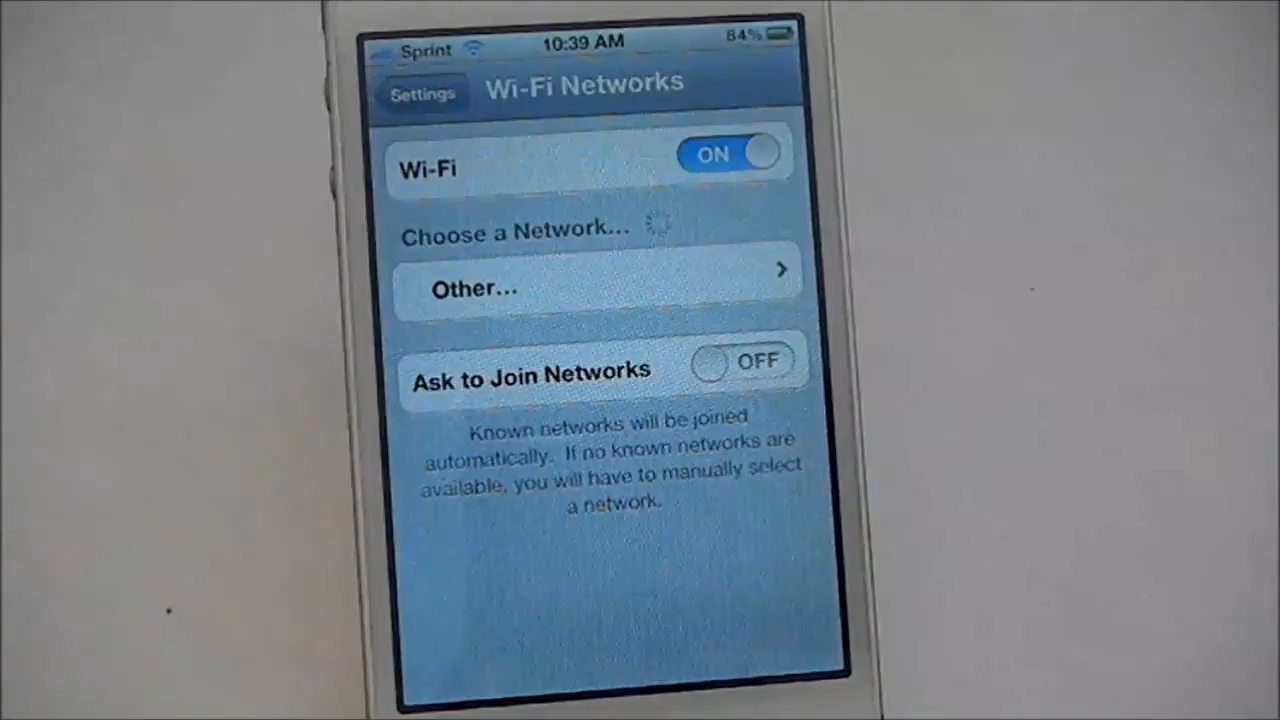 Sprint 10:39 AM 84%
Settings Wi-Fi Networks
Wi-Fi ON
Choose a Network...
Other...
Ask to Join Networks OFF
Known networks will be joined
automatically. If no known networks are
available, you will have to manually select
a network.